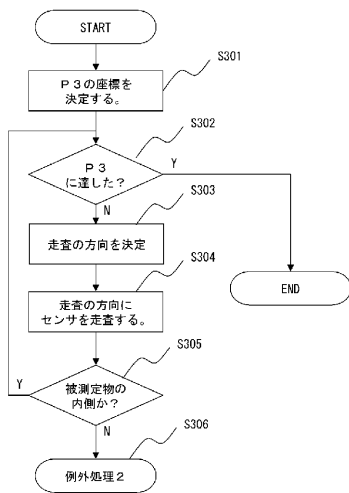 START
S301
P3の座標を
決定する。
S302
P3
に達した？
Y
N
S303
走査の方向を決定
S304
走査の方向に
センサを走査する。
END
S305
被測定物の
内側か？
Y
N
S306
例外処理2